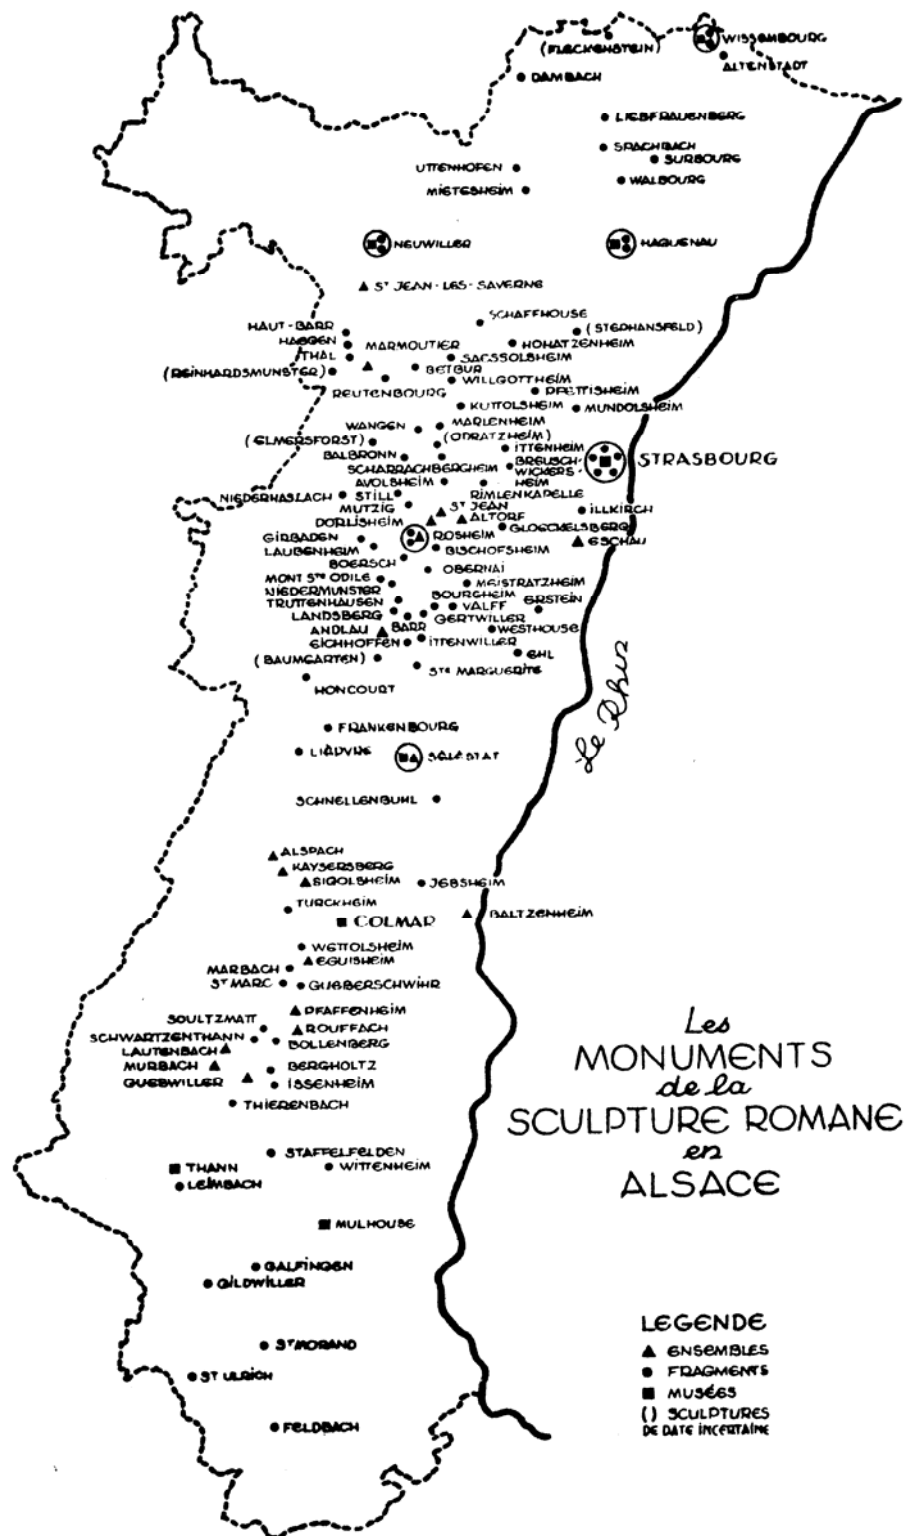 (FLECKENSTEIN)
WISSEMBOURG
ALTENSTADT
DAMBACH
LIEBFRAUENBERG
SPACHBACH
SURBOURG
UTTENHOFEN
WALBOURG
MIETESHEIM
NEUWILLER
HAGUENAU
ST JEAN-LES-SAVERNE
SCHAFFHOUSE
HAUT-BARR
(STEPHANSFELD)
HAEGEN
MARMOUTIER
HOHATZENHEIM
THAL
SAESSOLSHEIM
(REINHARDSMUNSTER)
BETBUR
WILLGOTTHEIM
REUTENBOURG
PFETTISHEIM
KUTTOLSHEIM
MUNDOLSHEIM
WANGEN
MARLENHEIM
(ELMERSFORST)
(ODRATZHEIM)
ITTENHEIM
BALBRONN
BREUSCH-
WICKERS-
HEIM
STRASBOURG
SCHARRACHBERGHEIM
AVOLSHEIM
RIMLENKAPELLE
NIEDERHASLACH
STILL
MUTZIG
ST JEAN
ILLKIRCH
DORLISHEIM
ALTORF
GLOECKELSBERG
GIRBADEN
ROSHEIM
ESCHAU
LAUBENHEIM
BISCHOFSHEIM
BOERSCH
OBERNAI
MONT STE ODILE
MEISTRATZHEIM
NIEDERMUNSTER
BOURGHEIM
TRUTTENHAUSEN
VALFF
ERSTEIN
LANDSBERG
GERTWILLER
ANDLAU
BARR
WESTHOUSE
EICHHOFFEN
ITTENWILLER
EHL
(BAUMGARTEN)
STE MARGUERITE
HONCOURT
Le Rhin
FRANKENBOURG
LIÈPVRE
SÉLESTAT
SCHNELLENBUHL
ALSPACH
KAYSERSBERG
SIGOLSHEIM
JEBSHEIM
TURCKHEIM
COLMAR
BALTZENHEIM
WETTOLSHEIM
EGUISHEIM
MARBACH
ST MARC
GUEBERSCHWIHR
PFAFFENHEIM
SOULTZMATT
ROUFFACH
SCHWARTZENTHANN
BOLLENBERG
LAUTENBACH
MURBACH
BERGHOLTZ
GUEBWILLER
ISSENHEIM
THIERENBACH
STAFFELFELDEN
THANN
WITTENHEIM
LEIMBACH
MULHOUSE
GALFINGEN
GILDWILLER
ST MORAND
ST ULRICH
FELDBACH
Les
MONUMENTS
de la
SCULPTURE ROMANE
en
ALSACE
LEGENDE
ENSEMBLES
FRAGMENTS
MUSÉES
() SCULPTURES
DE DATE INCERTAINE